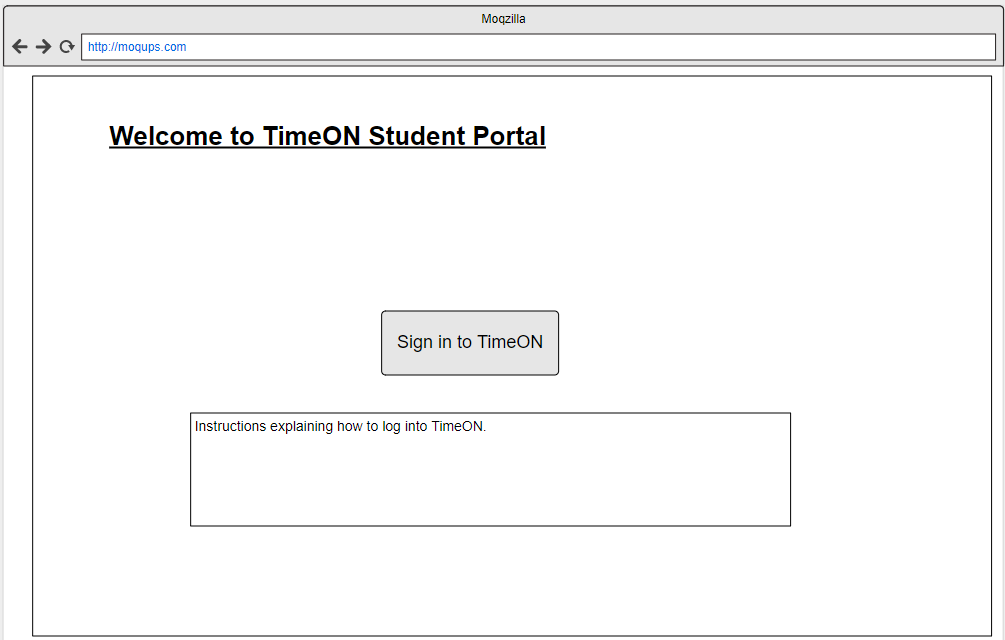 Moqzilla
http://moqups.com
Welcome to TimeON Student Portal
Sign in to TimeON
Instructions explaining how to log into TimeON.